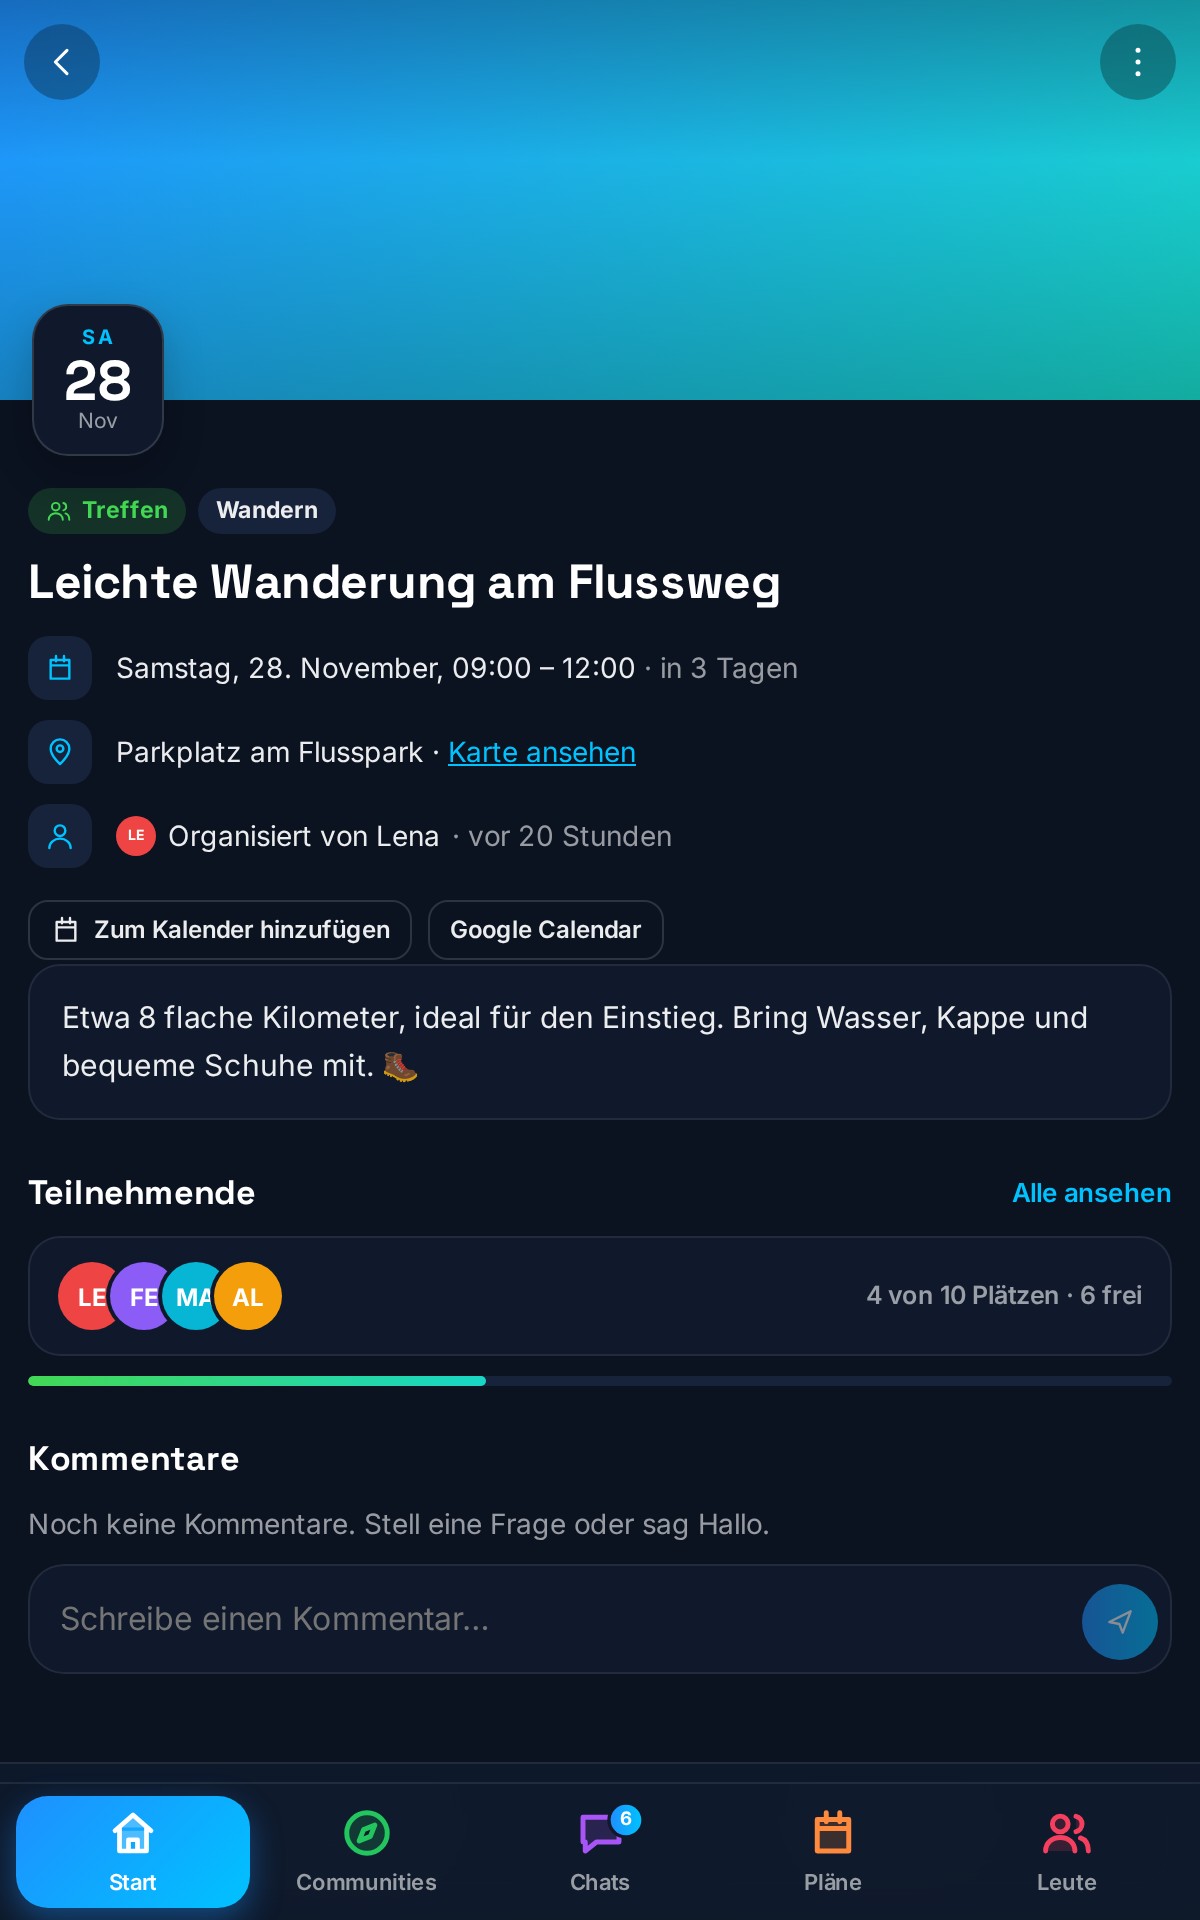 SA
28
Nov
Treffen
Wandern
Leichte Wanderung am Flussweg
Samstag, 28. November, 09:00 – 12:00 · in 3 Tagen
Parkplatz am Flusspark · Karte ansehen
LE Organisiert von Lena · vor 20 Stunden
Zum Kalender hinzufügen
Google Calendar
Etwa 8 flache Kilometer, ideal für den Einstieg. Bring Wasser, Kappe und
bequeme Schuhe mit. 🥾
Teilnehmende
Alle ansehen
LE FE MA AL
4 von 10 Plätzen · 6 frei
Kommentare
Noch keine Kommentare. Stell eine Frage oder sag Hallo.
Schreibe einen Kommentar...
6
Start
Communities
Chats
Pläne
Leute